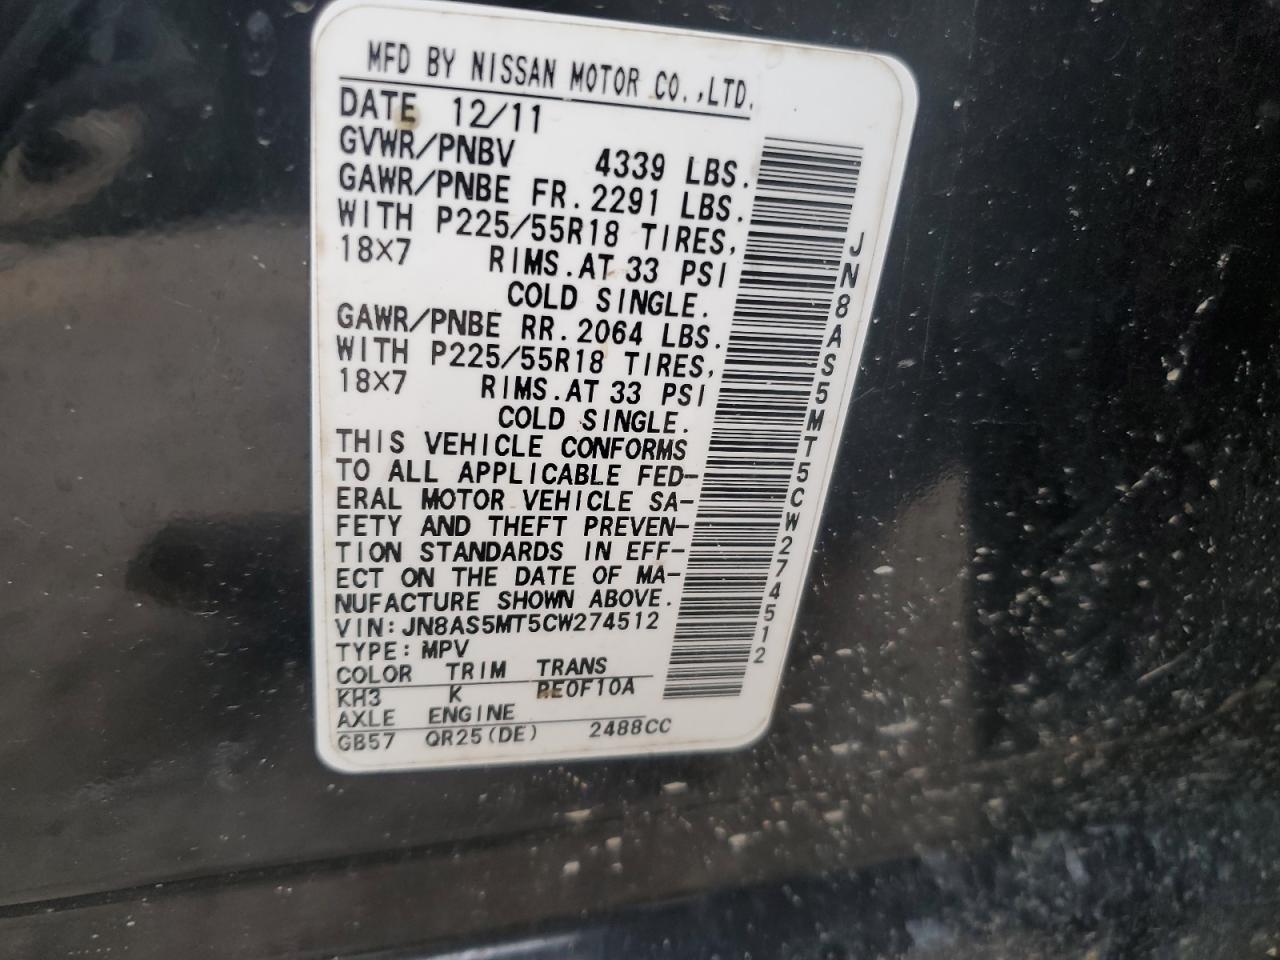 MFD BY NISSAN MOTOR CO.,LTD.
DATE 12/11
GVWR/PNBV 4339 LBS.
GAWR/PNBE FR.2291 LBS.
WITH P225/55R18 TIRES,
18X7 RIMS.AT 33 PSI
COLD SINGLE.
GAWR/PNBE RR.2064 LBS.
WITH P225/55R18 TIRES,
18X7 RIMS.AT 33 PSI
COLD SINGLE.
THIS VEHICLE CONFORMS
TO ALL APPLICABLE FED-
ERAL MOTOR VEHICLE SA-
FETY AND THEFT PREVEN-
TION STANDARDS IN EFF-
ECT ON THE DATE OF MA-
NUFACTURE SHOWN ABOVE.
VIN:JN8AS5MT5CW274512
TYPE:MPV
COLOR TRIM TRANS
KH3 K RE0F10A
AXLE ENGINE
GB57 QR25(DE) 2488CC
JN8AS5MT5CW274512